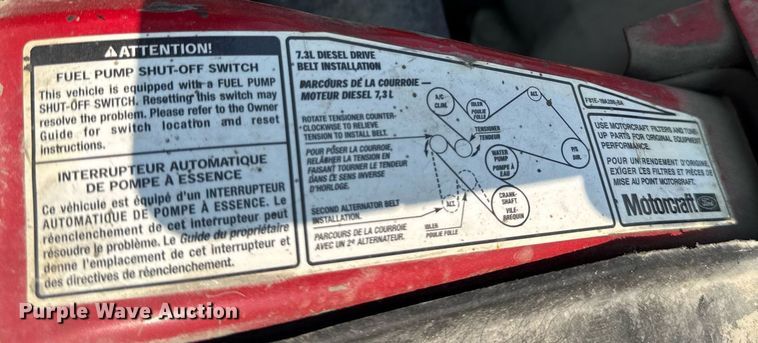 ATTENTION!
FUEL PUMP SHUT-OFF SWITCH
This vehicle is equipped with a FUEL PUMP
SHUT-OFF SWITCH. Resetting this switch may
resolve the problem. Please refer to the Owner
Guide for switch location and reset
instructions.
INTERRUPTEUR AUTOMATIQUE
DE POMPE À ESSENCE
Ce véhicule est équipé d'un INTERRUPTEUR
AUTOMATIQUE DE POMPE À ESSENCE. Le
réenclenchement de cet interrupteur peut
résoudre le problème. Le Guide du propriétaire
donne l'emplacement de cet interrupteur et
des directives de réenclenchement.
7.3L DIESEL DRIVE
BELT INSTALLATION
PARCOURS DE LA COURROIE —
MOTEUR DIESEL 7,3 L
ROTATE TENSIONER COUNTER-
CLOCKWISE TO RELIEVE
TENSION TO INSTALL BELT.
POUR POSER LA COURROIE,
RELÂCHER LA TENSION EN
FAISANT TOURNER LE TENDEUR
DANS LE SENS INVERSE
D'HORLOGE.
SECOND ALTERNATOR BELT
INSTALLATION.
PARCOURS DE LA COURROIE
AVEC UN 2e ALTERNATEUR.
A/C
CLIM.
IDLER
POULIE FOLLE
ALT.
TENSIONER
TENDEUR
WATER
PUMP
POMPE À
EAU
P/S
DIR.
CRANK-
SHAFT
VILE-
BREQUIN
ALT.
IDLER
POULIE FOLLE
USE MOTORCRAFT FILTERS AND TUNE-
UP PARTS FOR ORIGINAL EQUIPMENT
PERFORMANCE.
POUR UN RENDEMENT D'ORIGINE,
EXIGER LES FILTRES ET PIÈCES DE
MISE AU POINT MOTORCRAFT.
Motorcraft
Ford
Purple Wave Auction